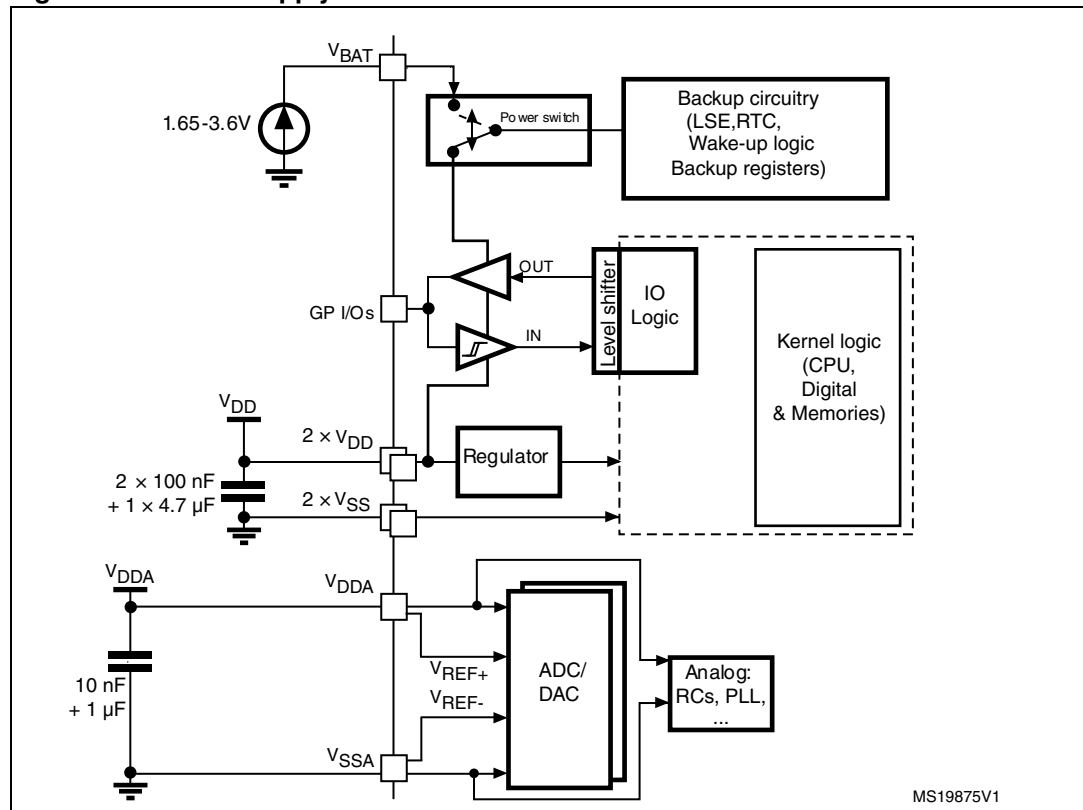 VBAT
1.65-3.6V
Power switch
Backup circuitry
(LSE,RTC,
Wake-up logic
Backup registers)
OUT
GP I/Os
IN
Level shifter
IO
Logic
Kernel logic
(CPU,
Digital
& Memories)
VDD
2 × VDD
Regulator
2 × 100 nF
+ 1 × 4.7 µF
2 × VSS
VDDA
VDDA
VREF+
VREF-
ADC/
DAC
Analog:
RCs, PLL,
...
10 nF
+ 1 µF
VSSA
MS19875V1